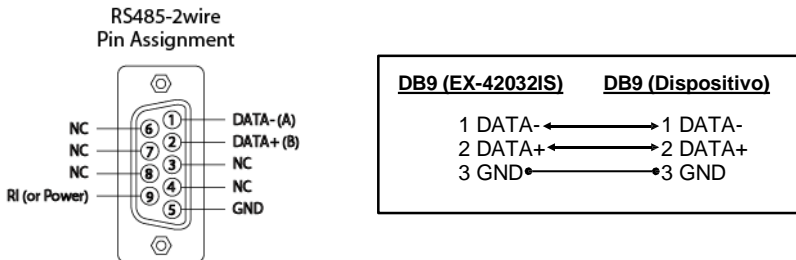 RS485-2wire
Pin Assignment
NC
NC
NC
RI (or Power)
6
7
8
9
1
2
3
4
5
DATA-(A)
DATA+(B)
NC
NC
GND
DB9 (EX-42032IS) DB9 (Dispositivo)
1 DATA- 1 DATA-
2 DATA+ 2 DATA+
3 GND 3 GND